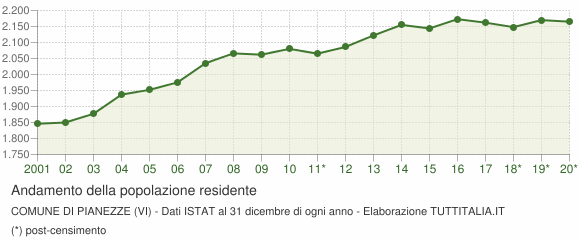 2.200
2.150
2.100
2.050
2.000
1.950
1.900
1.850
1.800
1.750
2001 02 03 04 05 06 07 08 09 10 11* 12 13 14 15 16 17 18* 19* 20*
Andamento della popolazione residente
COMUNE DI PIANEZZE (VI) - Dati ISTAT al 31 dicembre di ogni anno - Elaborazione TUTTITALIA.IT
(*) post-censimento